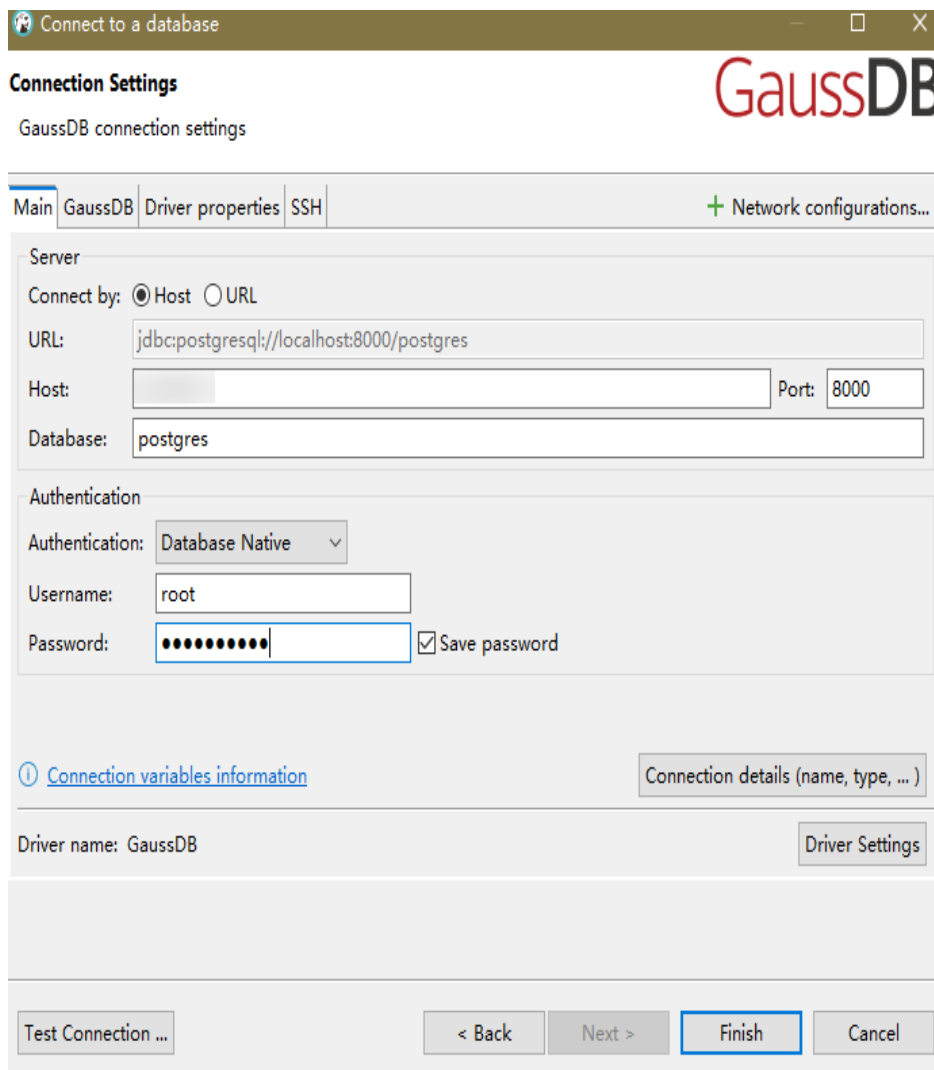 Connect to a database
Connection Settings
GaussDB
GaussDB connection settings
Main GaussDB Driver properties SSH + Network configurations...
Server
Connect by: Host URL
URL: jdbc:postgresql://localhost:8000/postgres
Host: Port: 8000
Database: postgres
Authentication
Authentication: Database Native
Username: root
Password: ●●●●●●●●●● Save password
Connection variables information Connection details (name, type, ... )
Driver name: GaussDB Driver Settings
Test Connection ... < Back Next > Finish Cancel